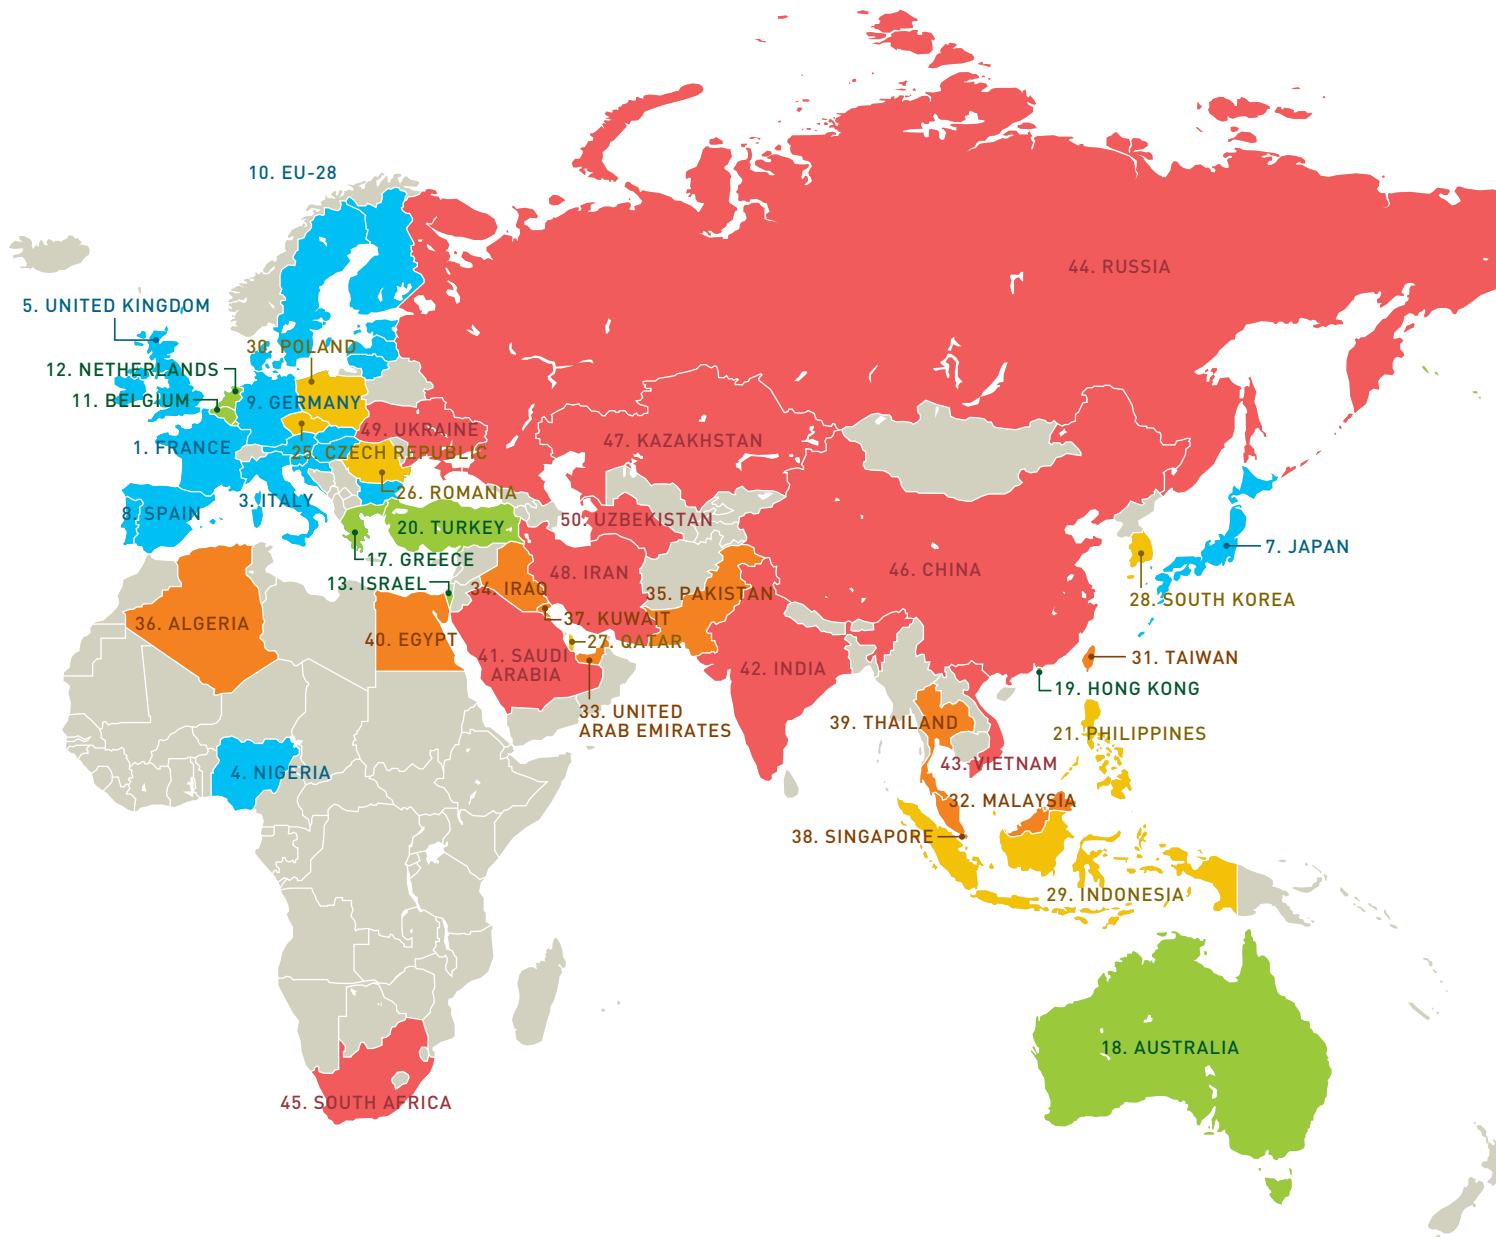 10. EU-28
44. RUSSIA
5. UNITED KINGDOM
30. POLAND
12. NETHERLANDS
11. BELGIUM
9. GERMANY
49. UKRAINE
47. KAZAKHSTAN
1. FRANCE
25. CZECH REPUBLIC
26. ROMANIA
3. ITALY
8. SPAIN
50. UZBEKISTAN
20. TURKEY
7. JAPAN
17. GREECE
48. IRAN
46. CHINA
13. ISRAEL
34. IRAQ
35. PAKISTAN
28. SOUTH KOREA
37. KUWAIT
36. ALGERIA
40. EGYPT
27. QATAR
41. SAUDI
ARABIA
42. INDIA
31. TAIWAN
19. HONG KONG
33. UNITED
ARAB EMIRATES
39. THAILAND
21. PHILIPPINES
43. VIETNAM
4. NIGERIA
32. MALAYSIA
38. SINGAPORE
29. INDONESIA
18. AUSTRALIA
45. SOUTH AFRICA